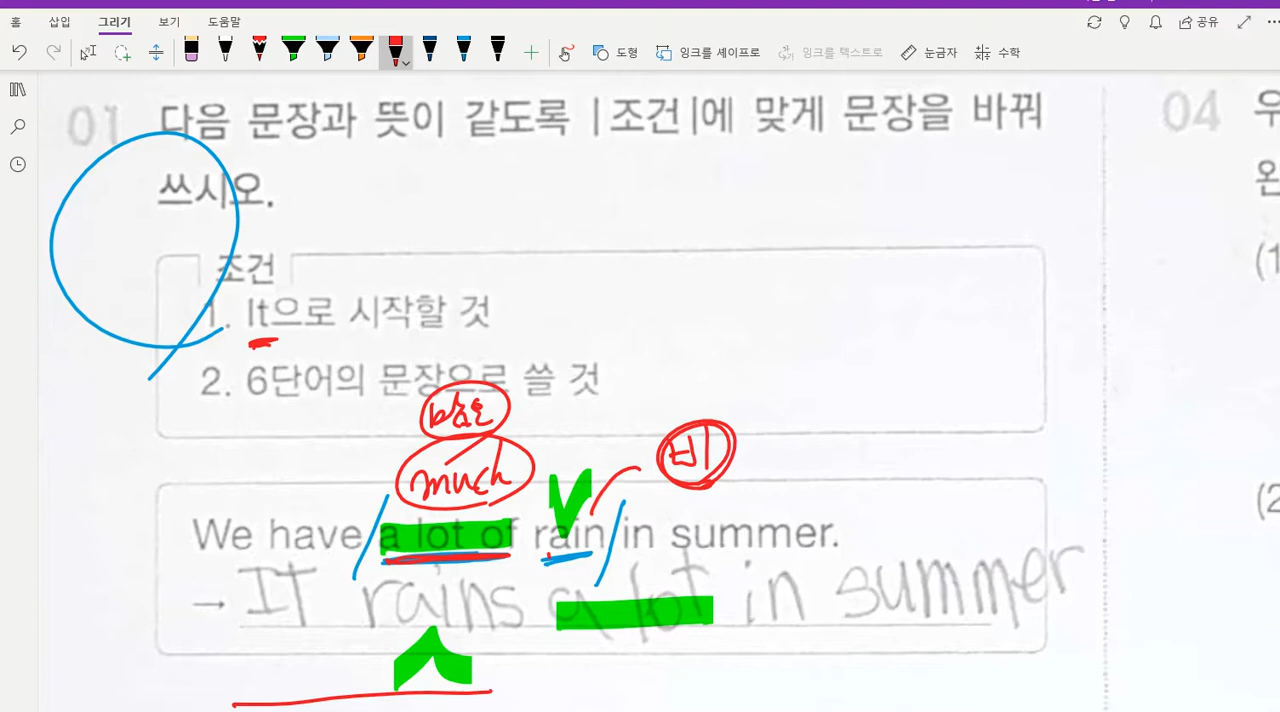 홈 삽입 그리기 보기 도움말 공유
도형 잉크를 셰이프로 잉크를 텍스트로 눈금자 수학
01 다음 문장과 뜻이 같도록 |조건|에 맞게 문장을 바꿔
쓰시오.
조건
1. It으로 시작할 것
2. 6단어의 문장으로 쓸 것
많은
much
비
We have a lot of rain in summer.
→ IT rains a lot in summer
04 우
(1
(2